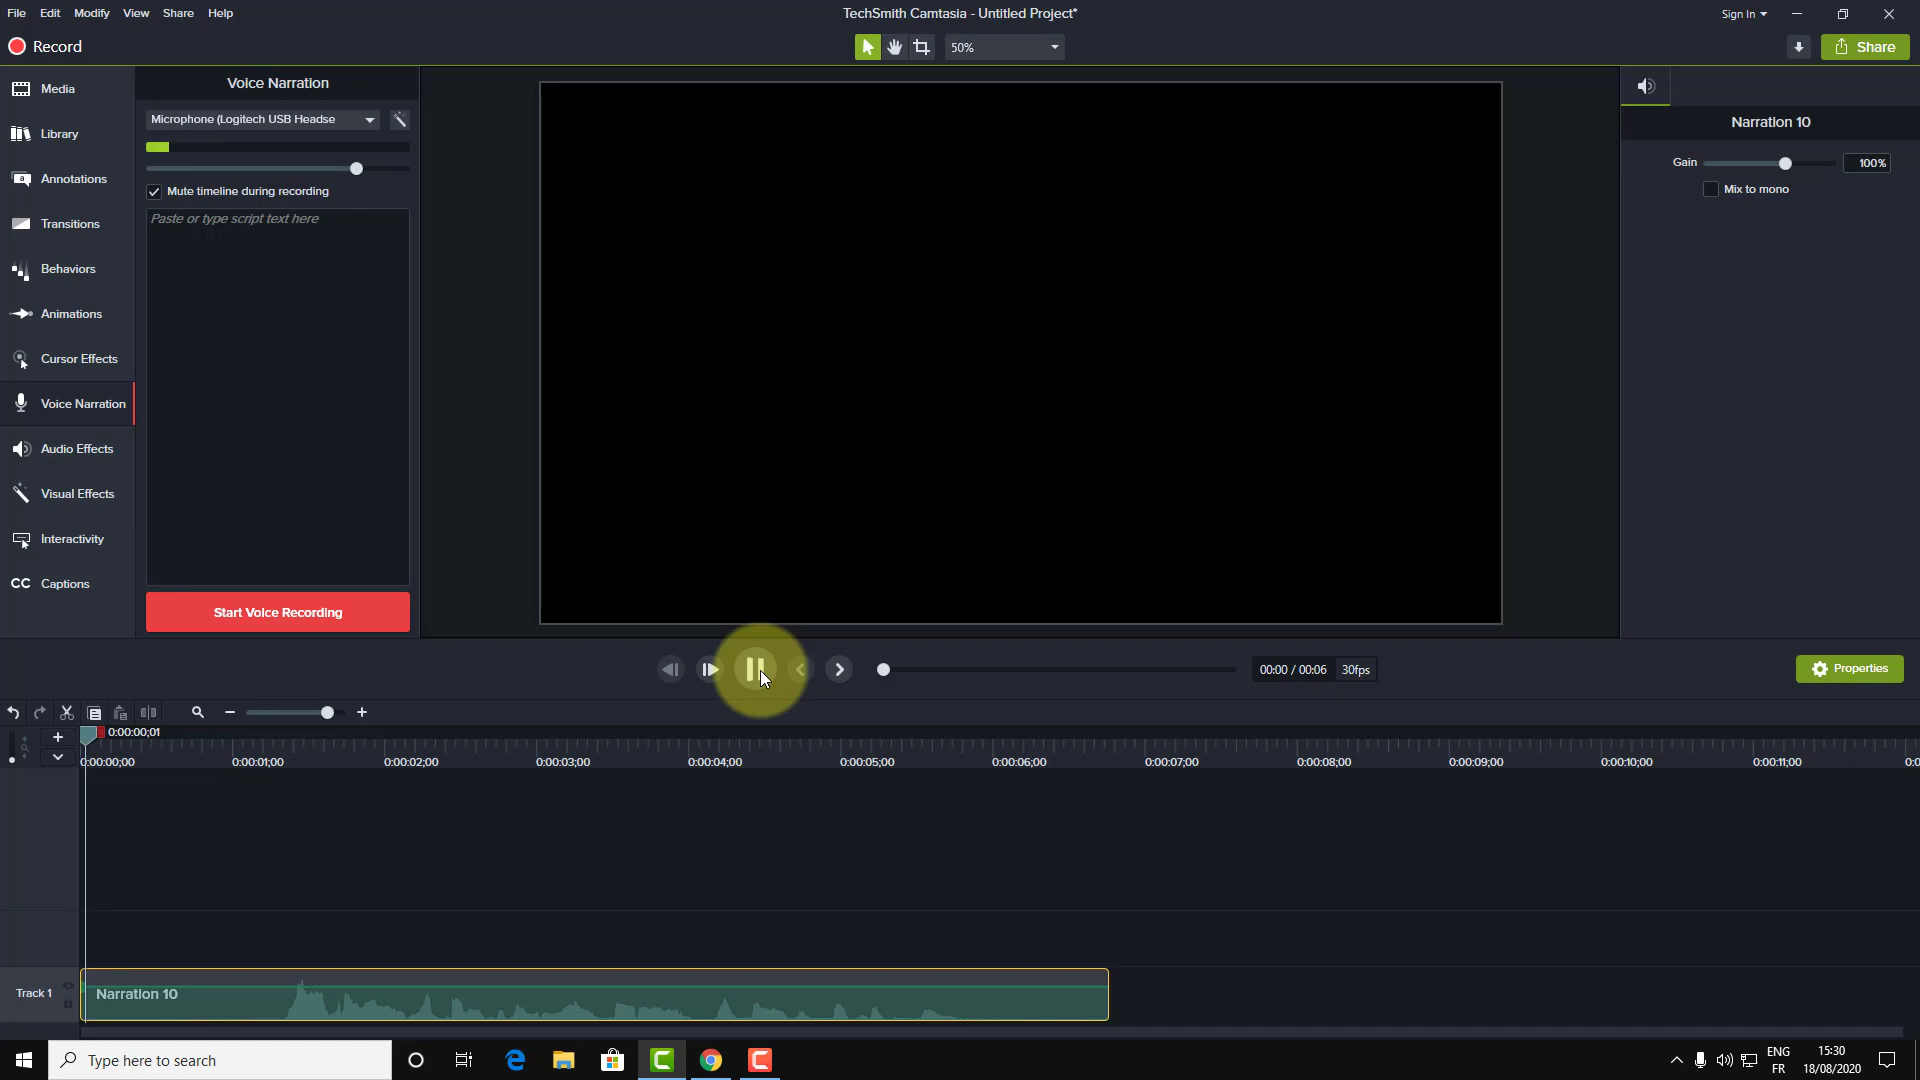 File Edit Modify View Share Help
TechSmith Camtasia - Untitled Project*
Sign In
Record
50%
Share
Media
Library
Annotations
Transitions
Behaviors
Animations
Cursor Effects
Voice Narration
Audio Effects
Visual Effects
Interactivity
CC Captions
Voice Narration
Microphone (Logitech USB Headse
Mute timeline during recording
Paste or type script text here
Start Voice Recording
Narration 10
Gain 100%
Mix to mono
00:00 / 00:06 30fps
Properties
0:00:00;01
0:00:00;00 0:00:01;00 0:00:02;00 0:00:03;00 0:00:04;00 0:00:05;00 0:00:06;00 0:00:07;00 0:00:08;00 0:00:09;00 0:00:10;00 0:00:11;00 0:0
Track 1
Narration 10
Type here to search
ENG
FR
15:30
18/08/2020